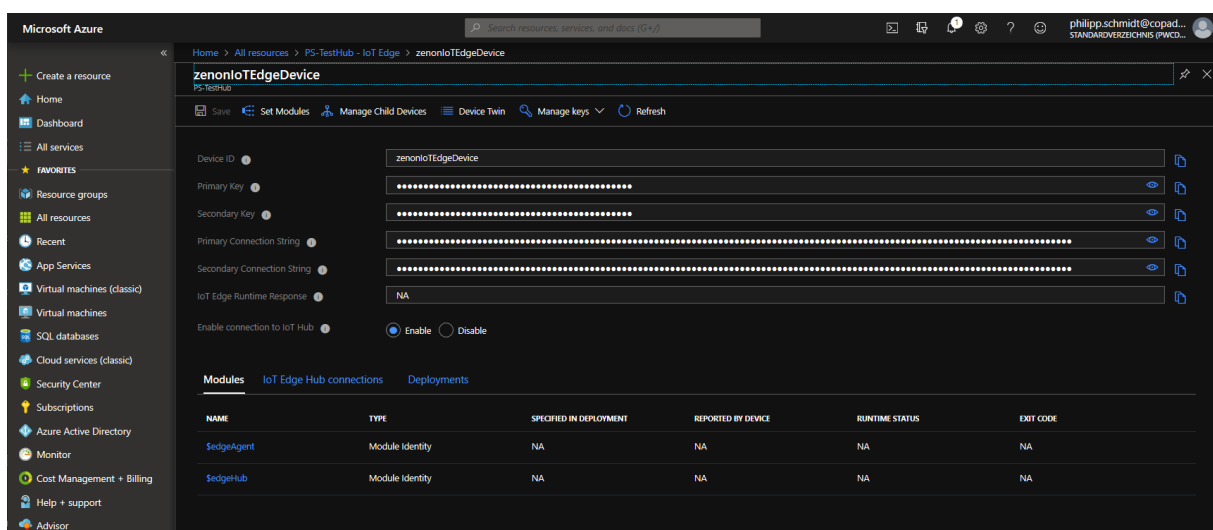 Microsoft Azure
Search resources, services, and docs (G+/)
1
philipp.schmidt@copad...
STANDARDVERZEICHNIS (PWCD...
Home > All resources > PS-TestHub - IoT Edge > zenonIoTEdgeDevice
zenonIoTEdgeDevice
PS-TestHub
Save Set Modules Manage Child Devices Device Twin Manage keys Refresh
Create a resource
Home
Dashboard
All services
FAVORITES
Resource groups
All resources
Recent
App Services
Virtual machines (classic)
Virtual machines
SQL databases
Cloud services (classic)
Security Center
Subscriptions
Azure Active Directory
Monitor
Cost Management + Billing
Help + support
Advisor
Device ID zenonIoTEdgeDevice
Primary Key
Secondary Key
Primary Connection String
Secondary Connection String
IoT Edge Runtime Response NA
Enable connection to IoT Hub Enable Disable
Modules IoT Edge Hub connections Deployments
NAME TYPE SPECIFIED IN DEPLOYMENT REPORTED BY DEVICE RUNTIME STATUS EXIT CODE
$edgeAgent Module Identity NA NA NA NA
$edgeHub Module Identity NA NA NA NA